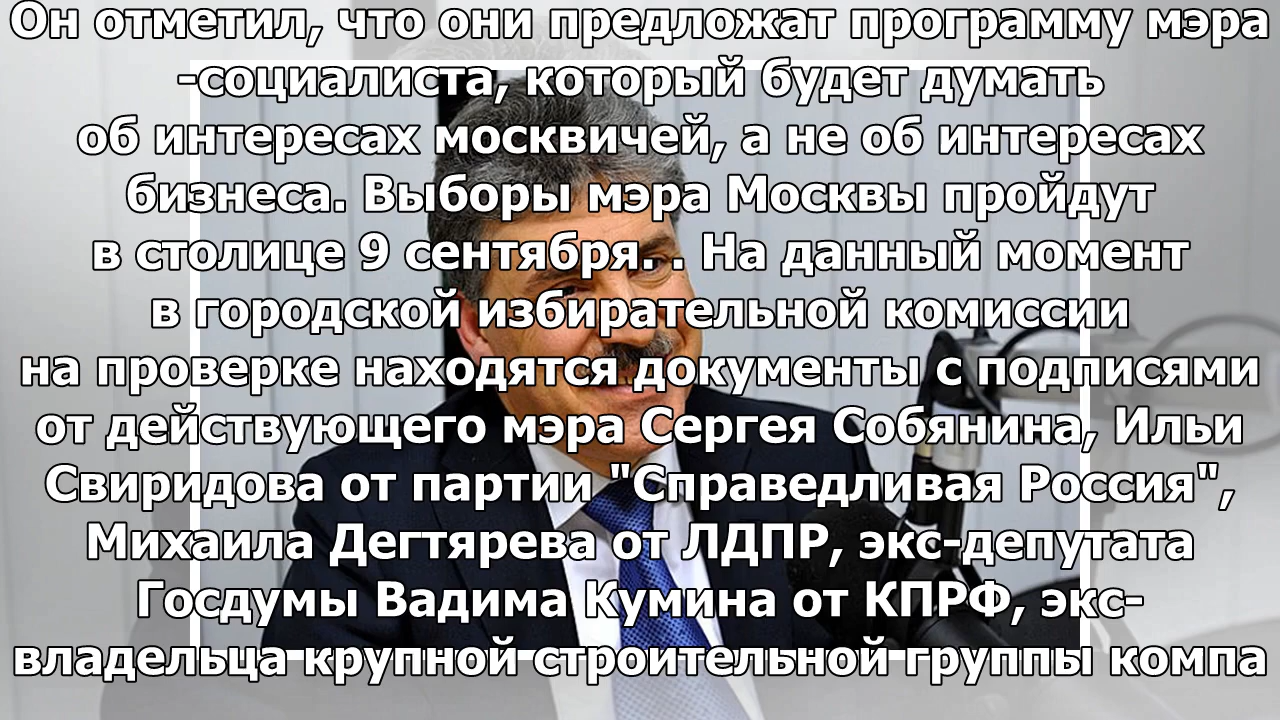 Он отметил, что они предложат программу мэра
-социалиста, который будет думать
об интересах москвичей, а не об интересах
бизнеса. Выборы мэра Москвы пройдут
в столице 9 сентября. . На данный момент
в городской избирательной комиссии
на проверке находятся документы с подписями
от действующего мэра Сергея Собянина, Ильи
Свиридова от партии "Справедливая Россия",
Михаила Дегтярева от ЛДПР, экс-депутата
Госдумы Вадима Кумина от КПРФ, экс-
владельца крупной строительной группы компа